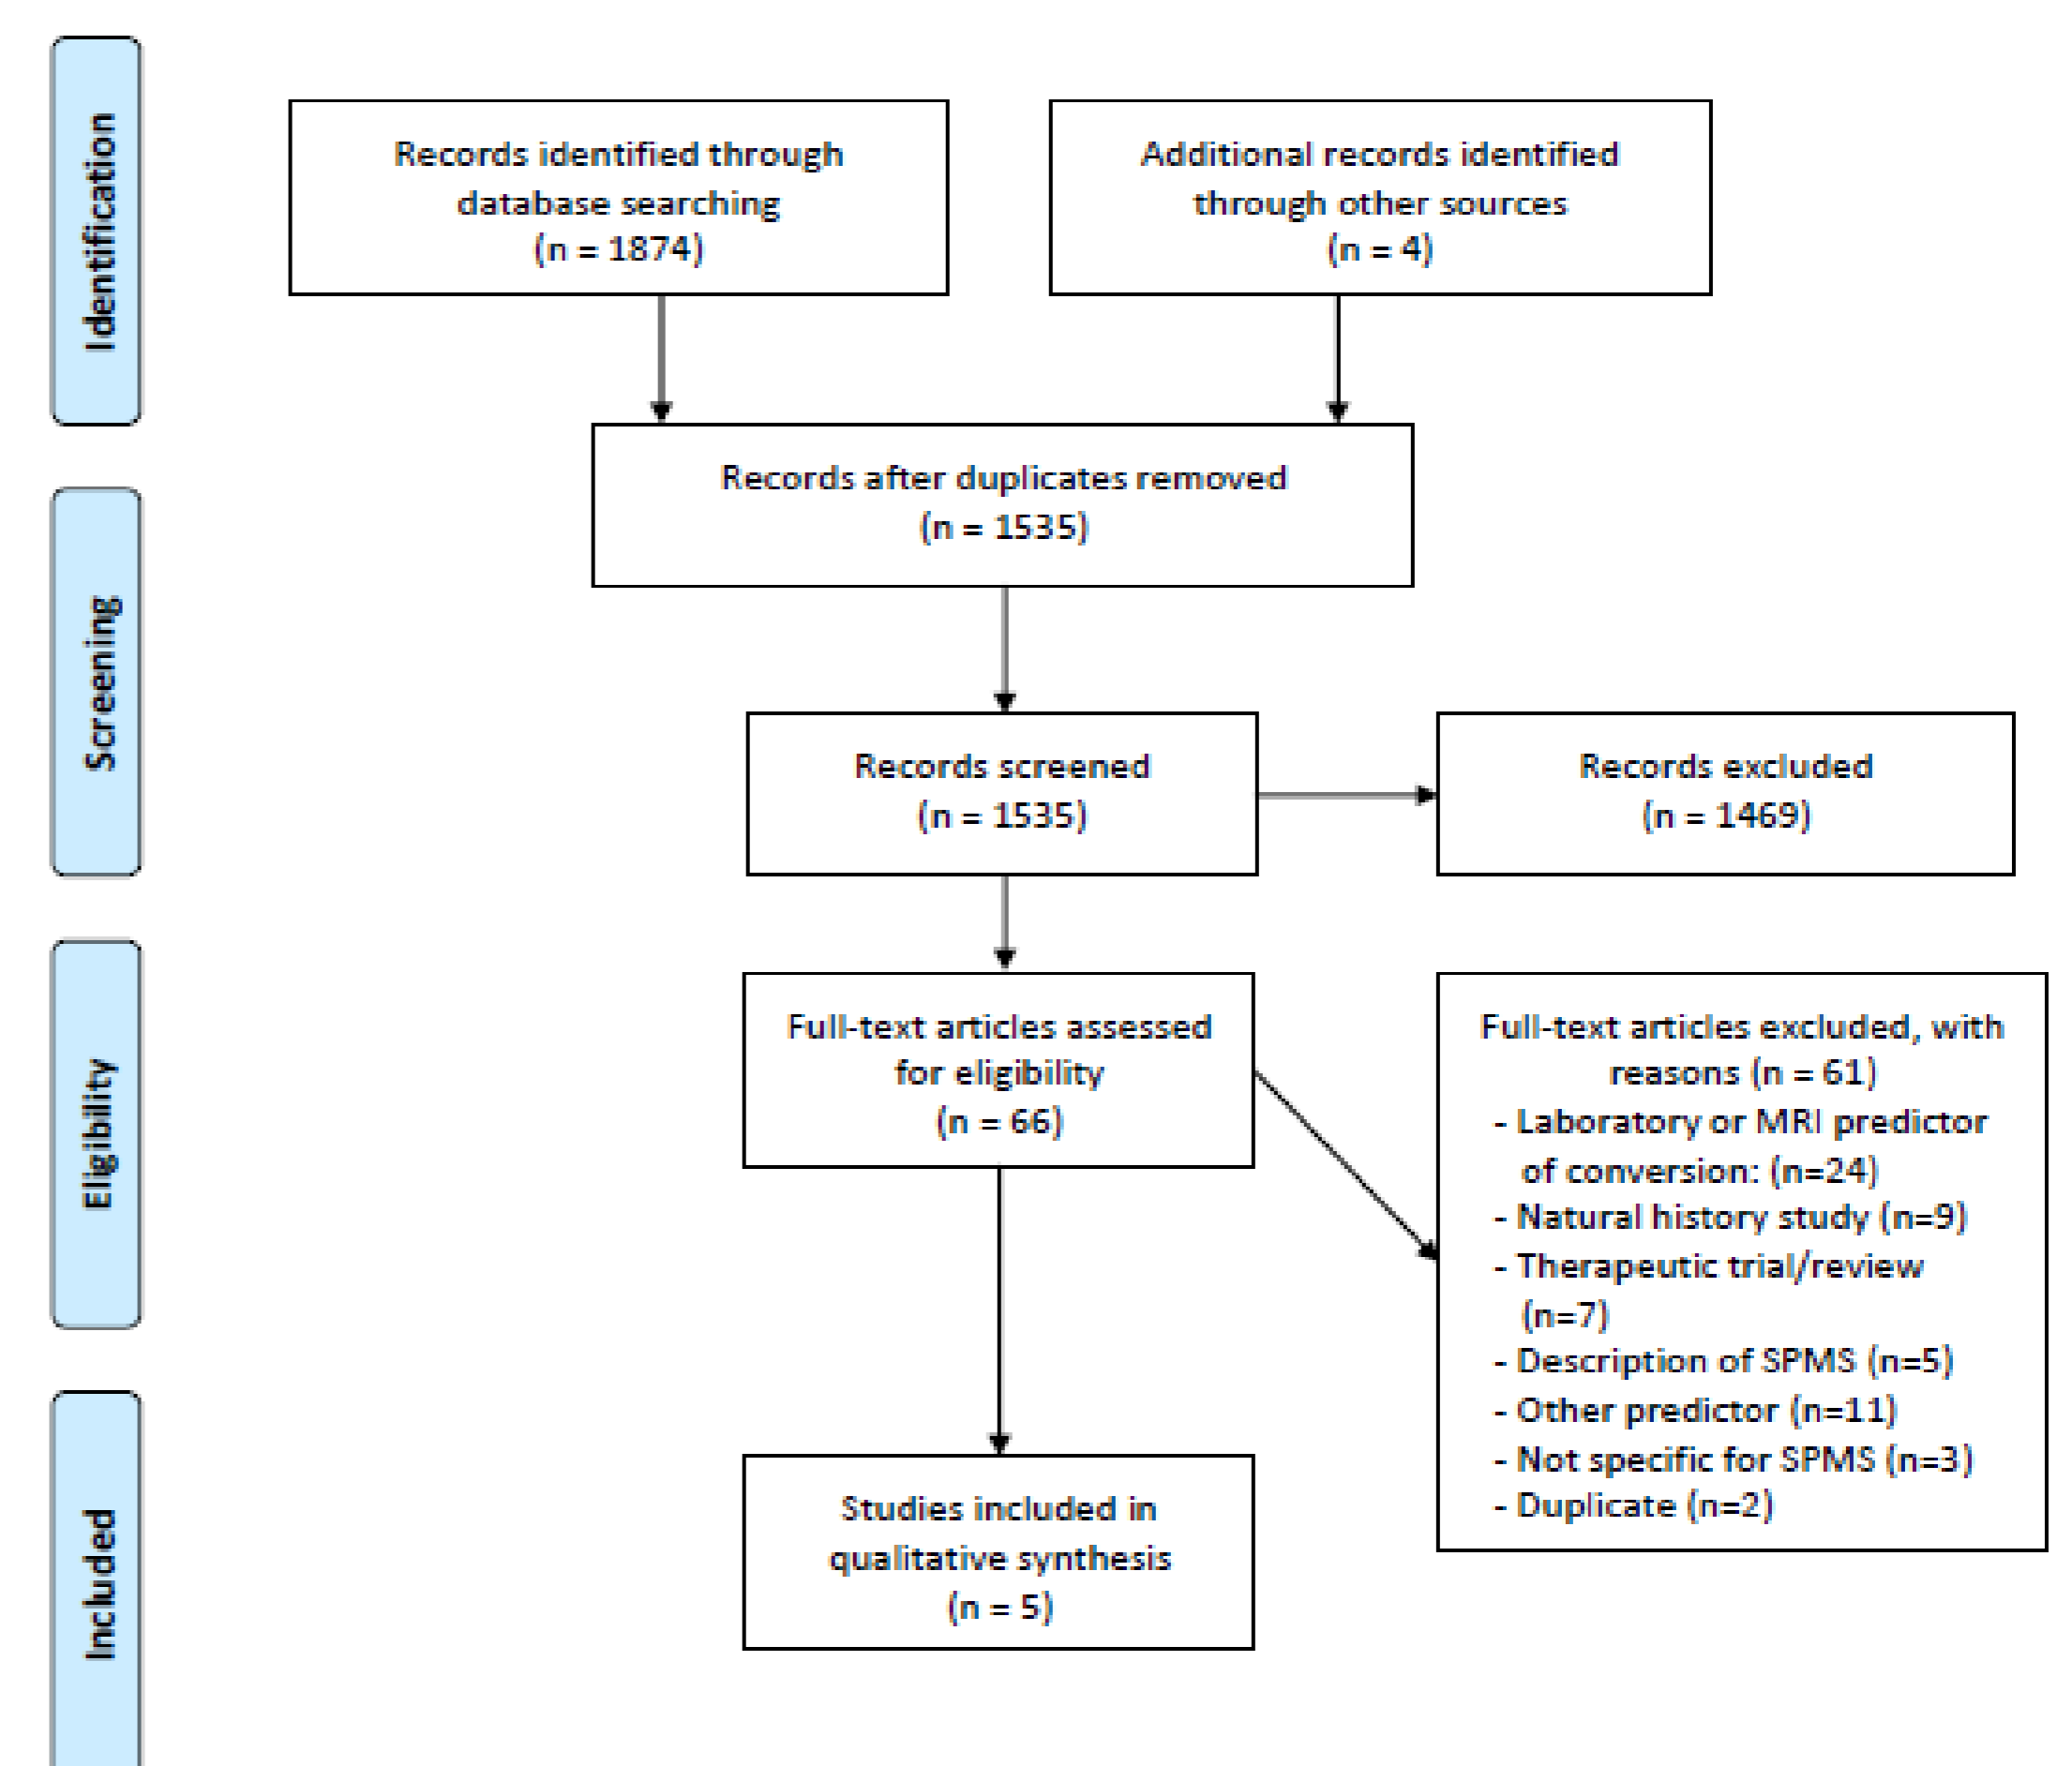 Identification
Records identified through
database searching
(n = 1874)
Additional records identified
through other sources
(n = 4)
Records after duplicates removed
(n = 1535)
Screening
Records screened
(n = 1535)
Records excluded
(n = 1469)
Eligibility
Full-text articles assessed
for eligibility
(n = 66)
Full-text articles excluded, with
reasons (n = 61)
- Laboratory or MRI predictor
of conversion: (n=24)
- Natural history study (n=9)
- Therapeutic trial/review
(n=7)
- Description of SPMS (n=5)
- Other predictor (n=11)
- Not specific for SPMS (n=3)
- Duplicate (n=2)
Included
Studies included in
qualitative synthesis
(n = 5)